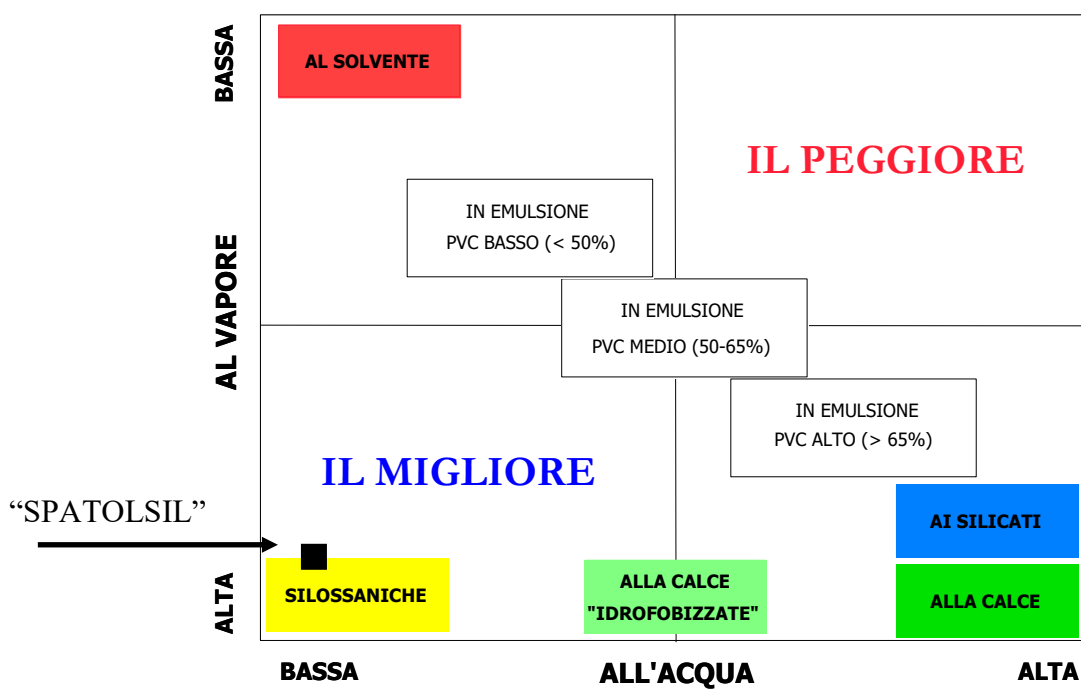 BASSA
AL SOLVENTE
IL PEGGIORE
IN EMULSIONE
PVC BASSO (< 50%)
AL VAPORE
IN EMULSIONE
PVC MEDIO (50-65%)
IN EMULSIONE
PVC ALTO (> 65%)
IL MIGLIORE
“SPATOLSIL”
AI SILICATI
ALTA
SILOSSANICHE
ALLA CALCE
"IDROFOBIZZATE"
ALLA CALCE
BASSA
ALL'ACQUA
ALTA